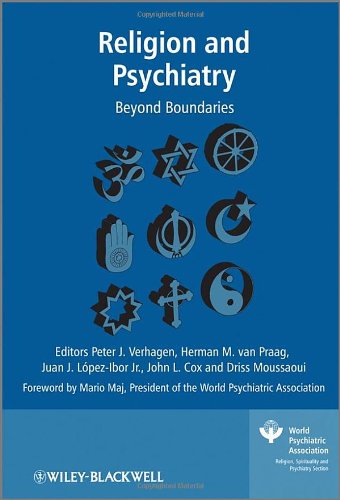 Religion and
Psychiatry
Beyond Boundaries
Editors Peter J. Verhagen, Herman M. van Praag,
Juan J. López-Ibor Jr., John L. Cox and Driss Moussaoui
Foreword by Mario Maj, President of the World Psychiatric Association
World
Psychiatric
Association
Religion, Spirituality and
Psychiatry Section
WILEY-BLACKWELL